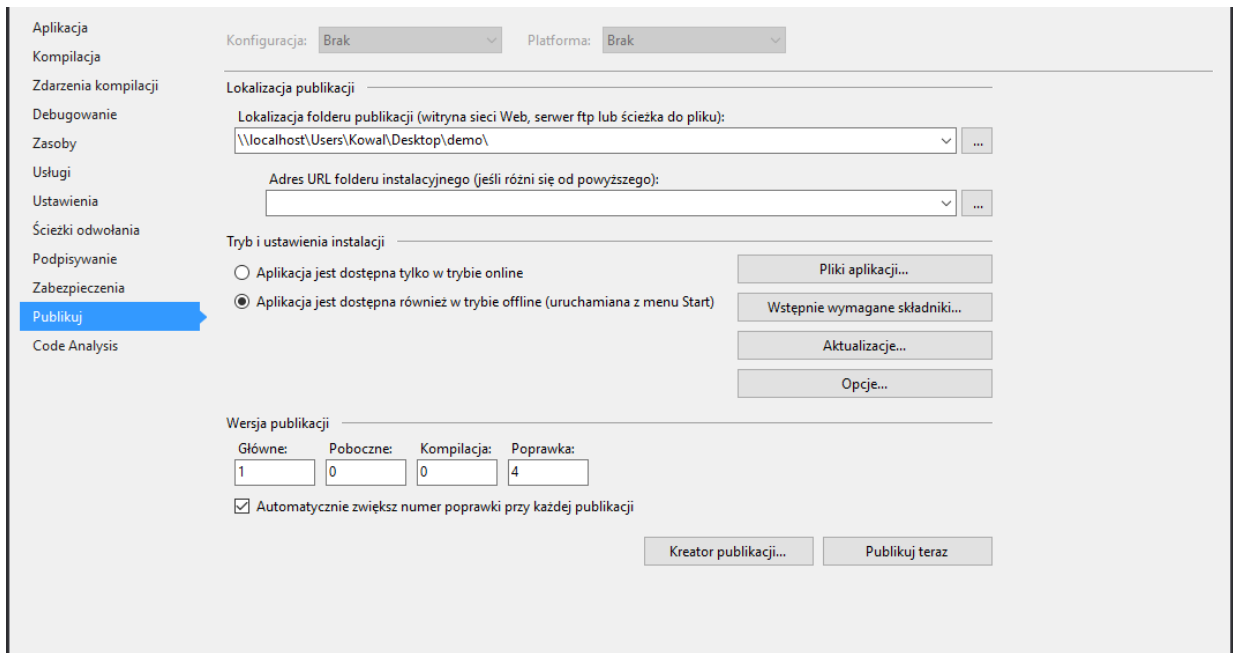 Aplikacja
Kompilacja
Zdarzenia kompilacji
Debugowanie
Zasoby
Usługi
Ustawienia
Ścieżki odwołania
Podpisywanie
Zabezpieczenia
Publikuj
Code Analysis
Konfiguracja: Brak Platforma: Brak
Lokalizacja publikacji
Lokalizacja folderu publikacji (witryna sieci Web, serwer ftp lub ścieżka do pliku):
\\localhost\Users\Kowal\Desktop\demo\ ...
Adres URL folderu instalacyjnego (jeśli różni się od powyższego):
...
Tryb i ustawienia instalacji
Aplikacja jest dostępna tylko w trybie online
Aplikacja jest dostępna również w trybie offline (uruchamiana z menu Start)
Pliki aplikacji...
Wstępnie wymagane składniki...
Aktualizacje...
Opcje...
Wersja publikacji
Główne: Poboczne: Kompilacja: Poprawka:
1 0 0 4
Automatycznie zwiększ numer poprawki przy każdej publikacji
Kreator publikacji... Publikuj teraz